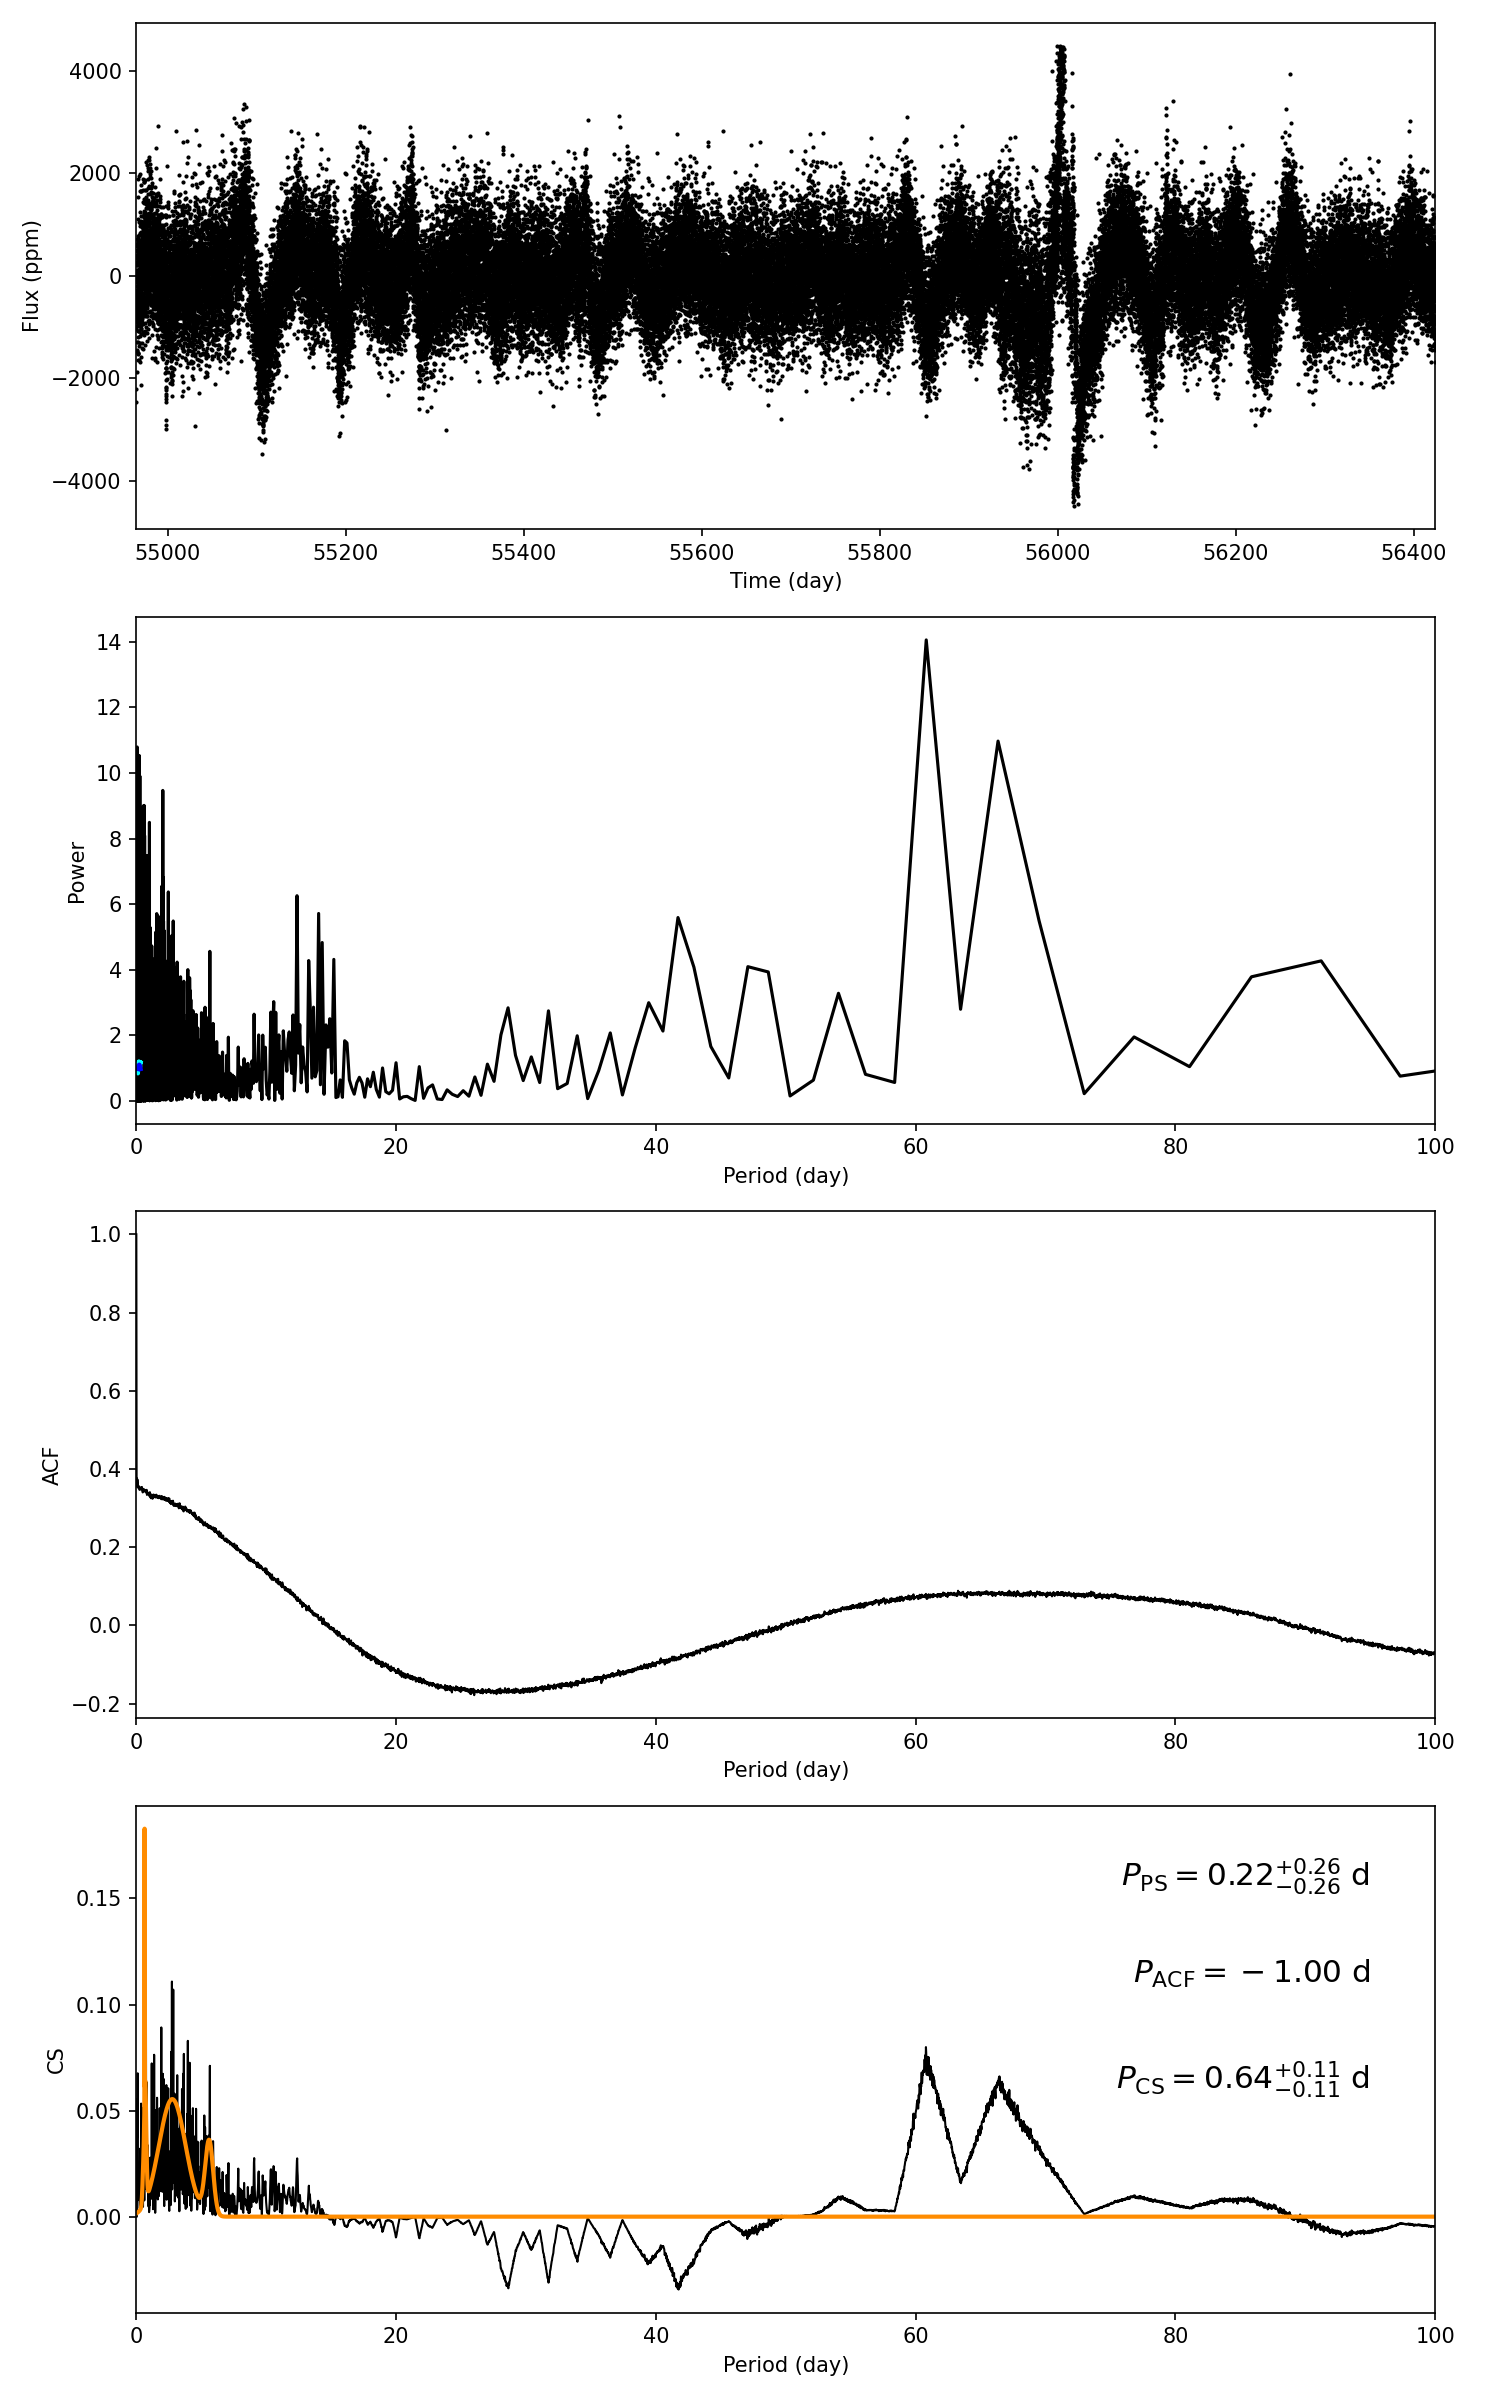 4000
2000
0
−2000
−4000
Flux (ppm)
55000 55200 55400 55600 55800 56000 56200 56400
Time (day)
14
12
10
8
6
4
2
0
Power
0 20 40 60 80 100
Period (day)
1.0
0.8
0.6
0.4
0.2
0.0
−0.2
ACF
0 20 40 60 80 100
Period (day)
0.15
0.10
0.05
0.00
CS
P_PS = 0.22^{+0.26}_{−0.26} d
P_ACF = −1.00 d
P_CS = 0.64^{+0.11}_{−0.11} d
0 20 40 60 80 100
Period (day)